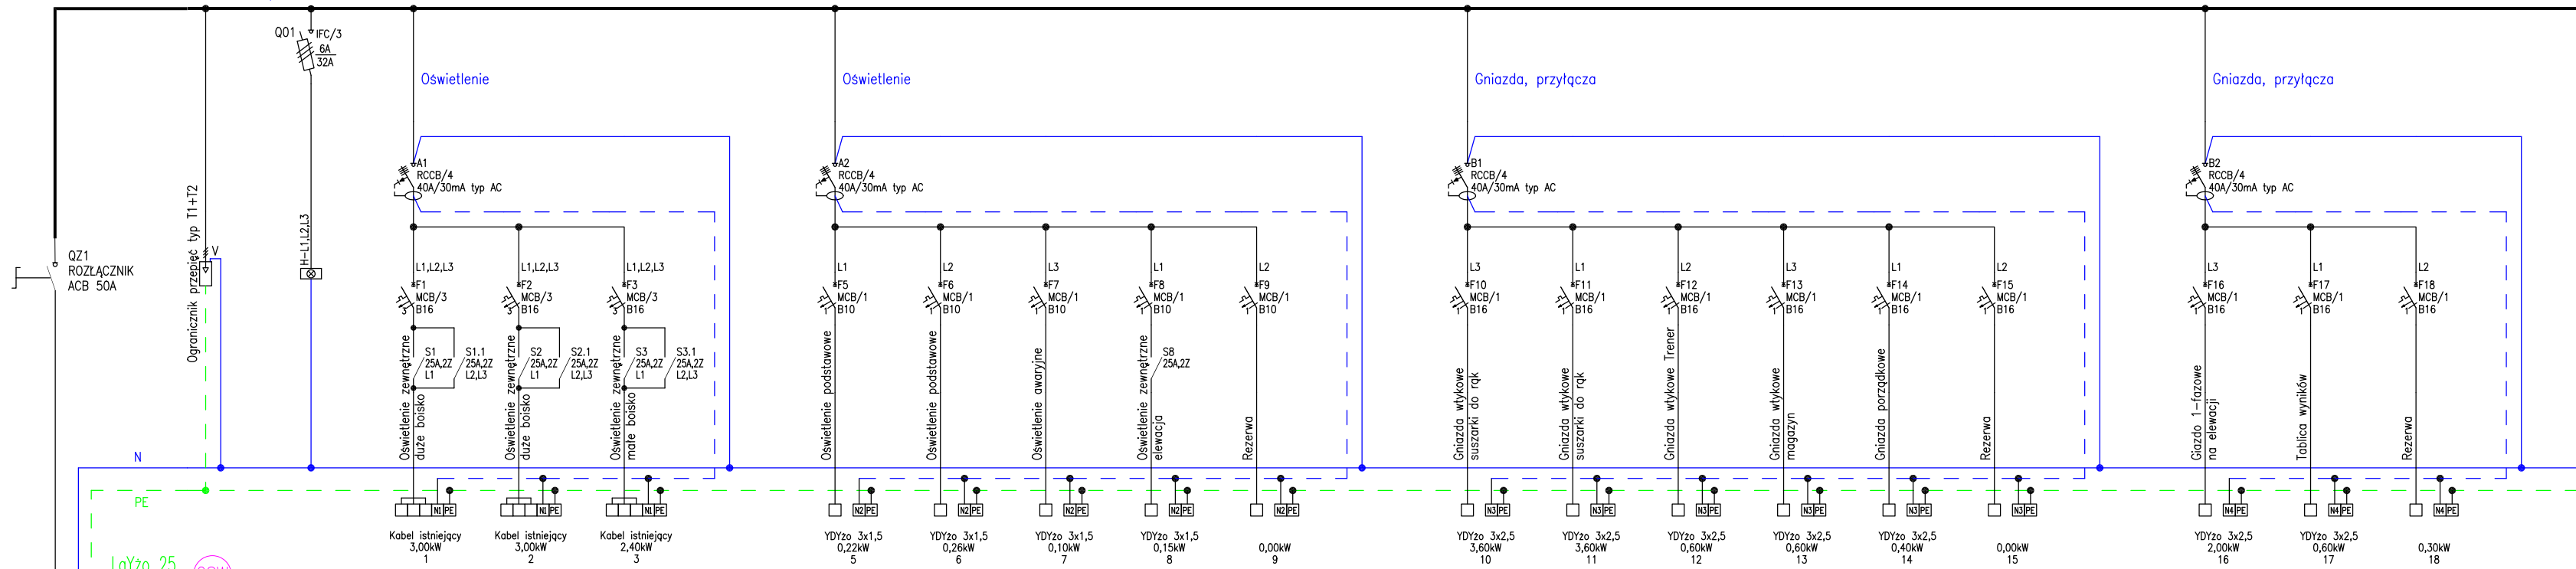 Q01
IFC/3
6A
32A
Oświetlenie
Oświetlenie
Gniazda, przyłącza
Gniazda, przyłącza
A1
RCCB/4
40A/30mA typ AC
A2
RCCB/4
40A/30mA typ AC
B1
RCCB/4
40A/30mA typ AC
B2
RCCB/4
40A/30mA typ AC
QZ1
ROZŁĄCZNIK
ACB 50A
Ogranicznik przepięć typ T1+T2
V
H-L1,L2,L3
L1,L2,L3
F1
MCB/3
B16
3
S1
25A,2Z
L1
S1.1
25A,2Z
L2,L3
Oświetlenie zewnętrzne
duże boisko
L1,L2,L3
F2
MCB/3
B16
3
S2
25A,2Z
L1
S2.1
25A,2Z
L2,L3
Oświetlenie zewnętrzne
duże boisko
L1,L2,L3
F3
MCB/3
B16
3
S3
25A,2Z
L1
S3.1
25A,2Z
L2,L3
Oświetlenie zewnętrzne
małe boisko
L1
F5
MCB/1
B10
1
Oświetlenie podstawowe
L2
F6
MCB/1
B10
1
Oświetlenie podstawowe
L3
F7
MCB/1
B10
1
Oświetlenie awaryjne
L1
F8
MCB/1
B10
1
S8
25A,2Z
Oświetlenie zewnętrzne
elewacja
L2
F9
MCB/1
B10
1
Rezerwa
L3
F10
MCB/1
B16
1
Gniazda wtykowe
suszarki do rąk
L1
F11
MCB/1
B16
1
Gniazda wtykowe
suszarki do rąk
L2
F12
MCB/1
B16
1
Gniazda wtykowe Trener
L3
F13
MCB/1
B16
1
Gniazda wtykowe
magazyn
L1
F14
MCB/1
B16
1
Gniazda porządkowe
L2
F15
MCB/1
B16
1
Rezerwa
L3
F16
MCB/1
B16
1
Giazdo 1-fazowe
na elewacji
L1
F17
MCB/1
B16
1
Tablica wyników
L2
F18
MCB/1
B16
1
Rezerwa
N
PE
N1 PE
N1 PE
N1 PE
N2 PE
N2 PE
N2 PE
N2 PE
N2 PE
N3 PE
N3 PE
N3 PE
N3 PE
N3 PE
N3 PE
N4 PE
N4 PE
N4 PE
Kabel istniejący
3,00kW
1
Kabel istniejący
3,00kW
2
Kabel istniejący
2,40kW
3
YDYżo 3x1,5
0,22kW
5
YDYżo 3x1,5
0,26kW
6
YDYżo 3x1,5
0,10kW
7
YDYżo 3x1,5
0,15kW
8
0,00kW
9
YDYżo 3x2,5
3,60kW
10
YDYżo 3x2,5
3,60kW
11
YDYżo 3x2,5
0,60kW
12
YDYżo 3x2,5
0,60kW
13
YDYżo 3x2,5
0,40kW
14
0,00kW
15
YDYżo 3x2,5
2,00kW
16
YDYżo 3x2,5
0,60kW
17
0,30kW
18
LgYżo 25